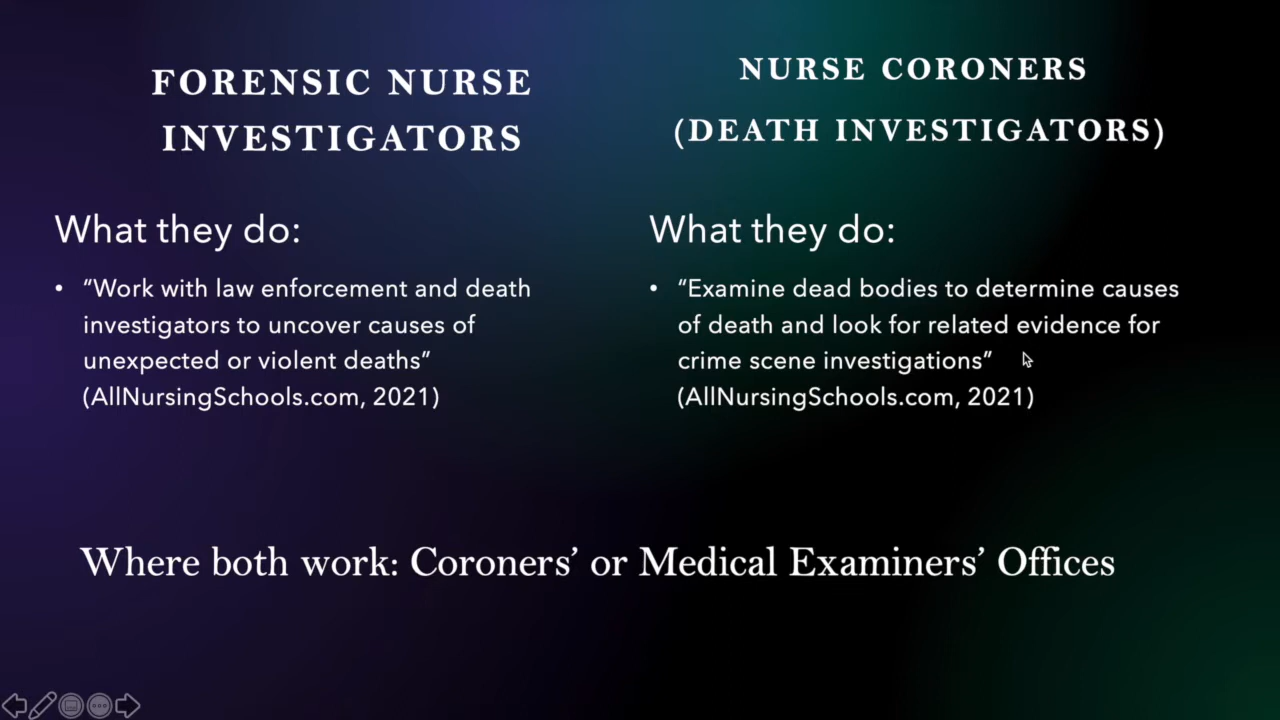 FORENSIC NURSE
INVESTIGATORS
What they do:
• “Work with law enforcement and death
investigators to uncover causes of
unexpected or violent deaths”
(AllNursingSchools.com, 2021)
NURSE CORONERS
(DEATH INVESTIGATORS)
What they do:
• “Examine dead bodies to determine causes
of death and look for related evidence for
crime scene investigations”
(AllNursingSchools.com, 2021)
Where both work: Coroners’ or Medical Examiners’ Offices